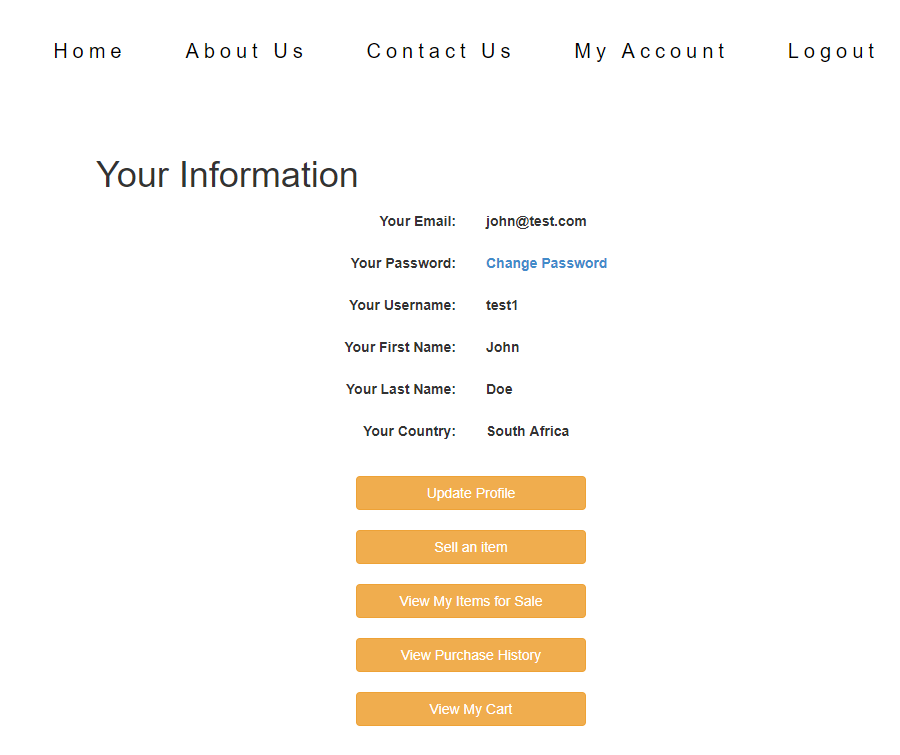 Home About Us Contact Us My Account Logout
Your Information
Your Email: john@test.com
Your Password: Change Password
Your Username: test1
Your First Name: John
Your Last Name: Doe
Your Country: South Africa
Update Profile
Sell an item
View My Items for Sale
View Purchase History
View My Cart